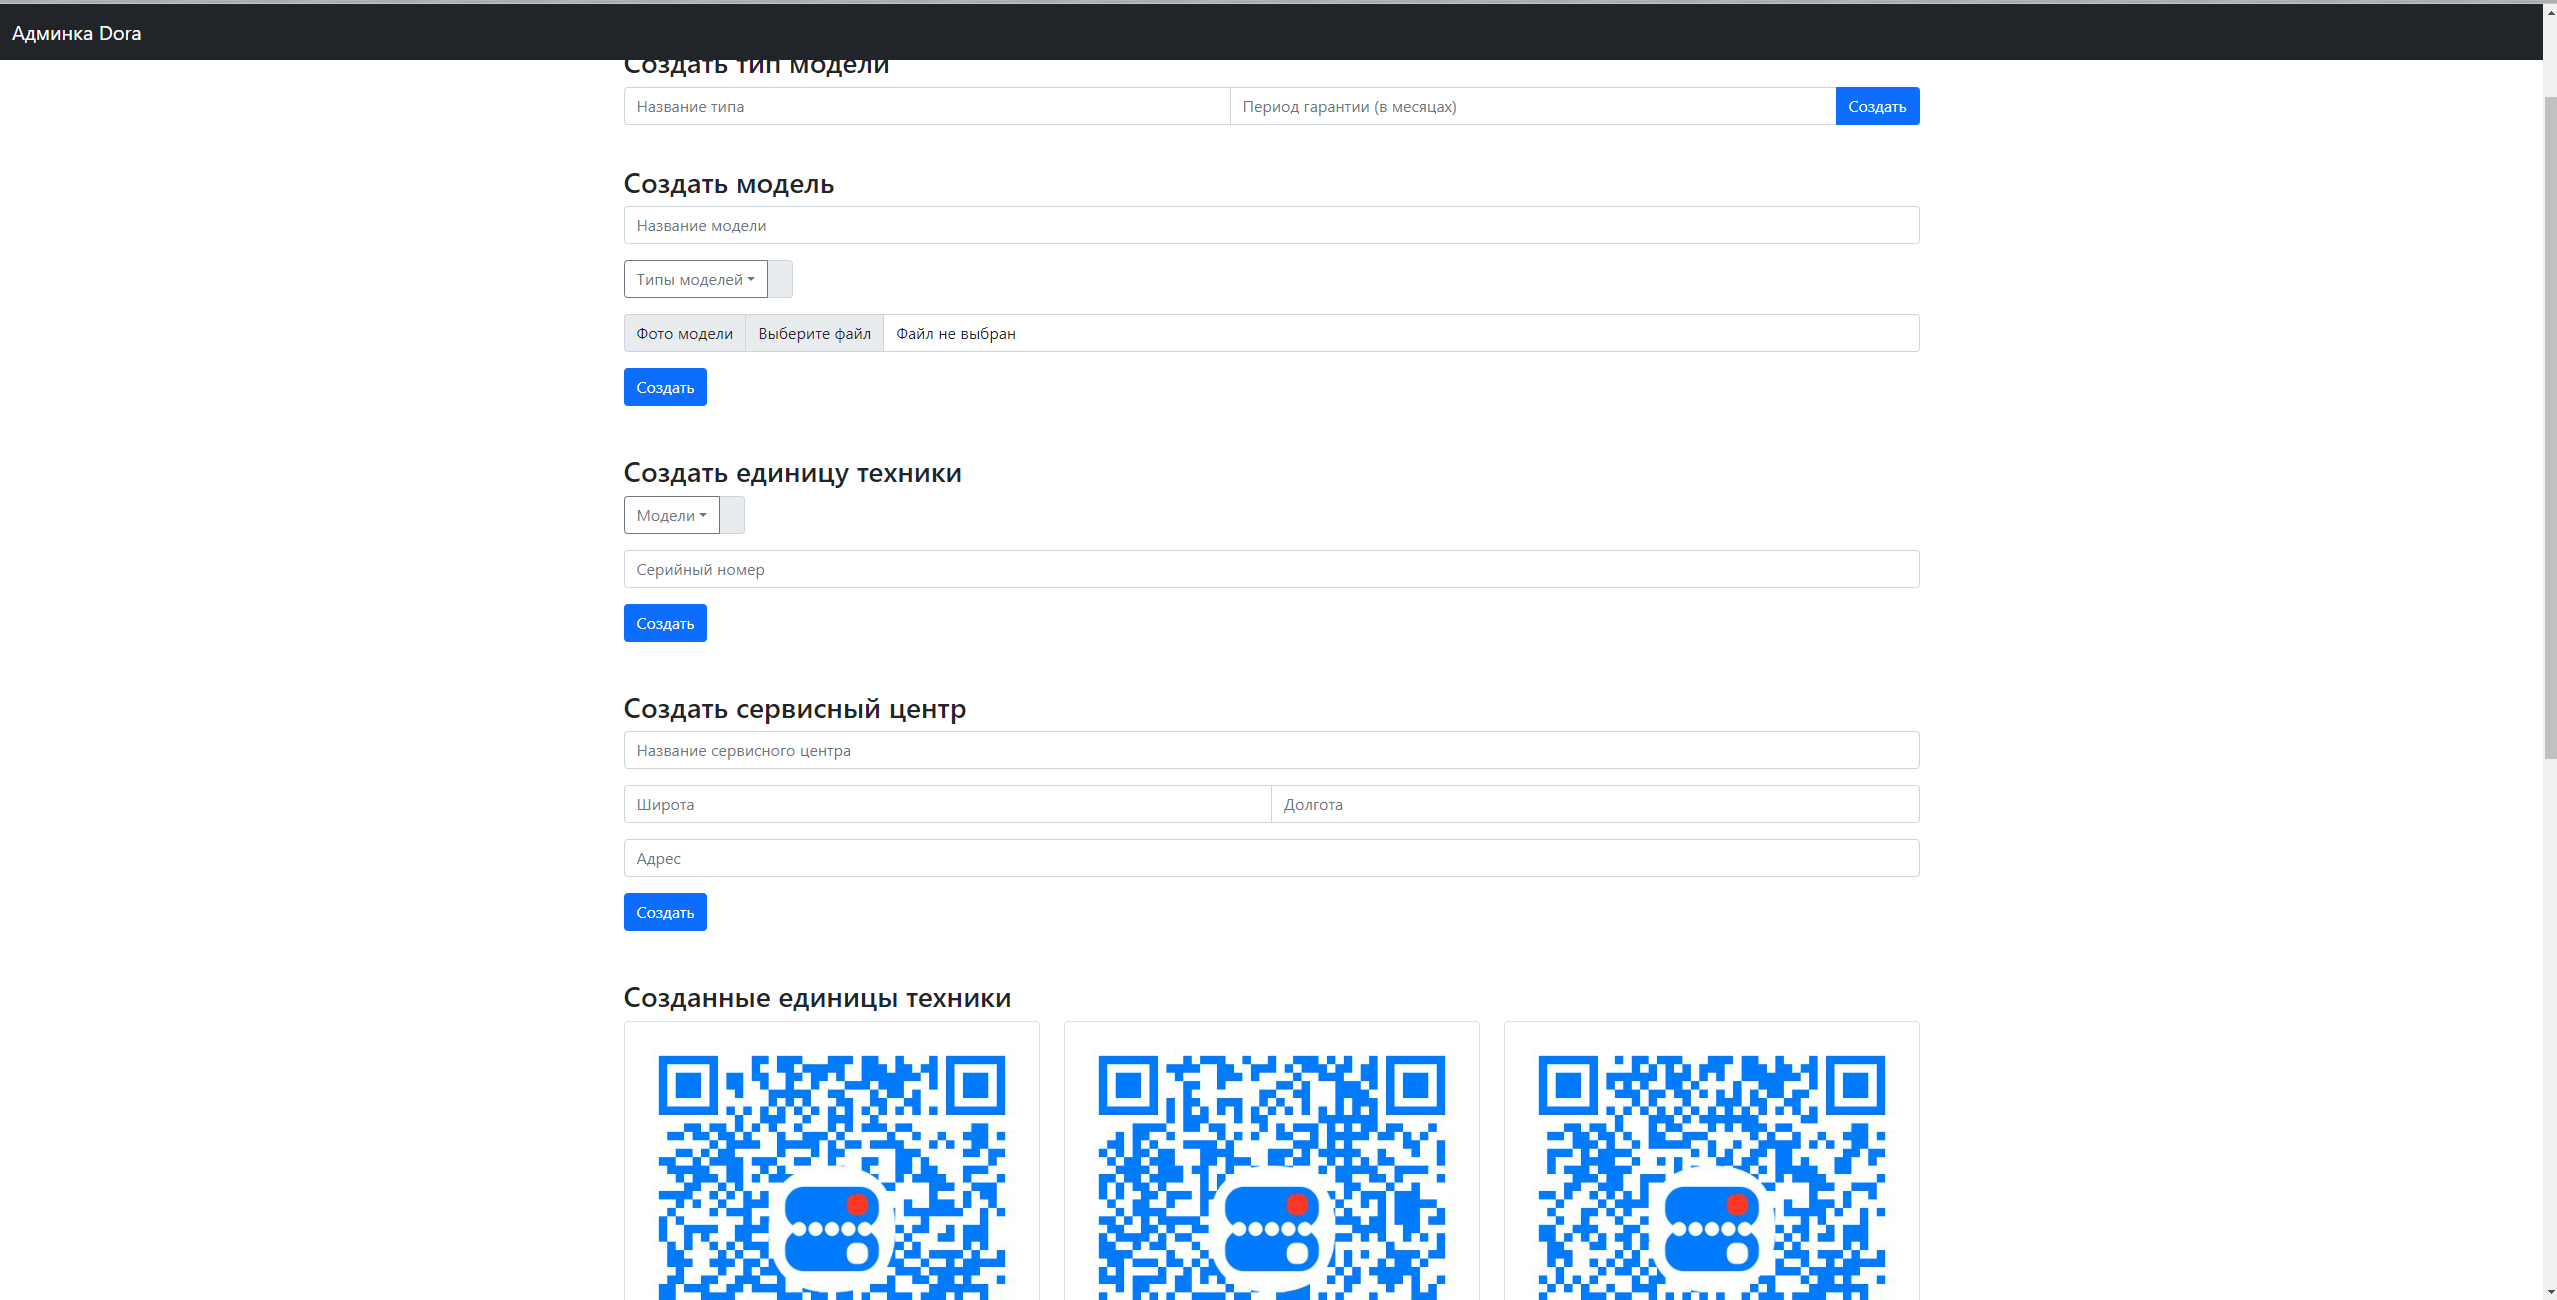 Админка Dora
Создать тип модели
Название типа
Период гарантии (в месяцах)
Создать
Создать модель
Название модели
Типы моделей
Фото модели
Выберите файл
Файл не выбран
Создать
Создать единицу техники
Модели
Серийный номер
Создать
Создать сервисный центр
Название сервисного центра
Широта
Долгота
Адрес
Создать
Созданные единицы техники